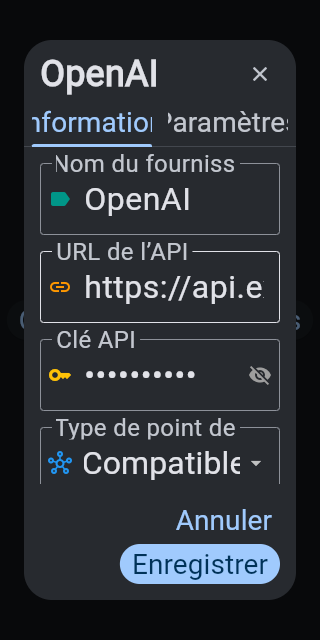 OpenAI
nformation Paramètres
Nom du fourniss
OpenAI
URL de l’API
https://api.e
Clé API
••••••••••
Type de point de
Compatible
Annuler
Enregistrer